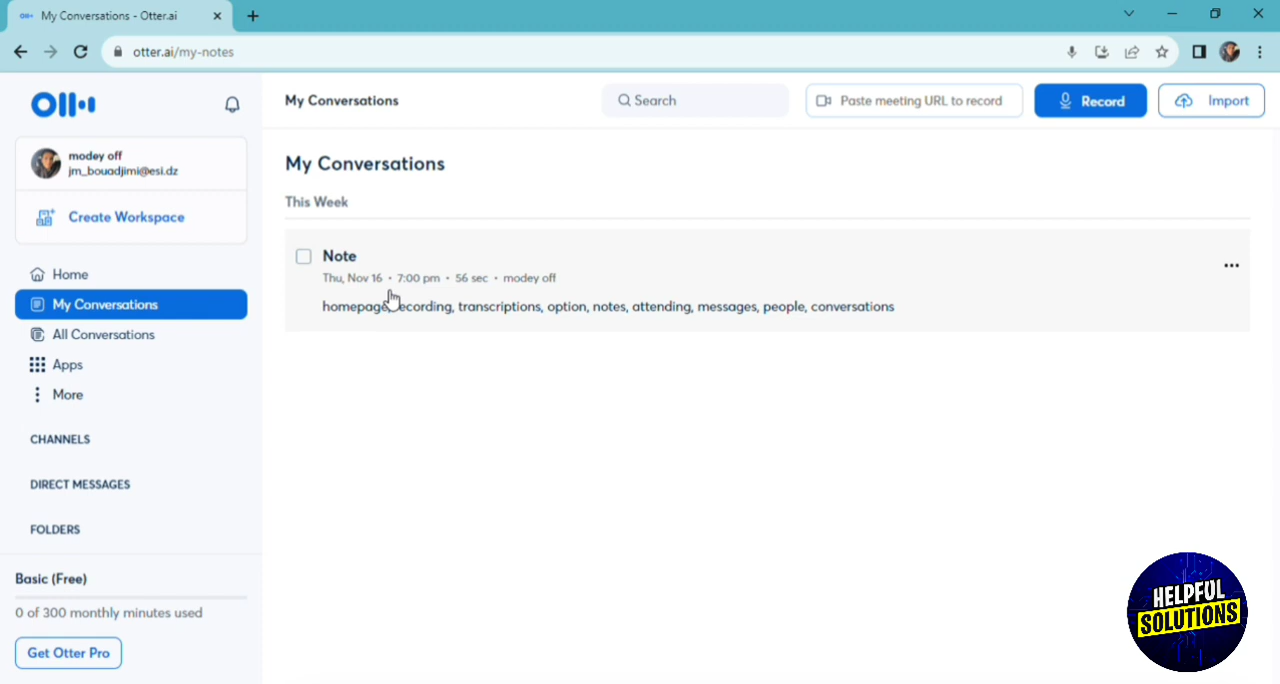 My Conversations - Otter.ai
otter.ai/my-notes
My Conversations
Search
Paste meeting URL to record
Record
Import
modey off
jm_bouadjimi@esi.dz
Create Workspace
Home
My Conversations
All Conversations
Apps
More
CHANNELS
DIRECT MESSAGES
FOLDERS
Basic (Free)
0 of 300 monthly minutes used
Get Otter Pro
My Conversations
This Week
Note
Thu, Nov 16 • 7:00 pm • 56 sec • modey off
homepage, recording, transcriptions, option, notes, attending, messages, people, conversations
HELPFUL
SOLUTIONS